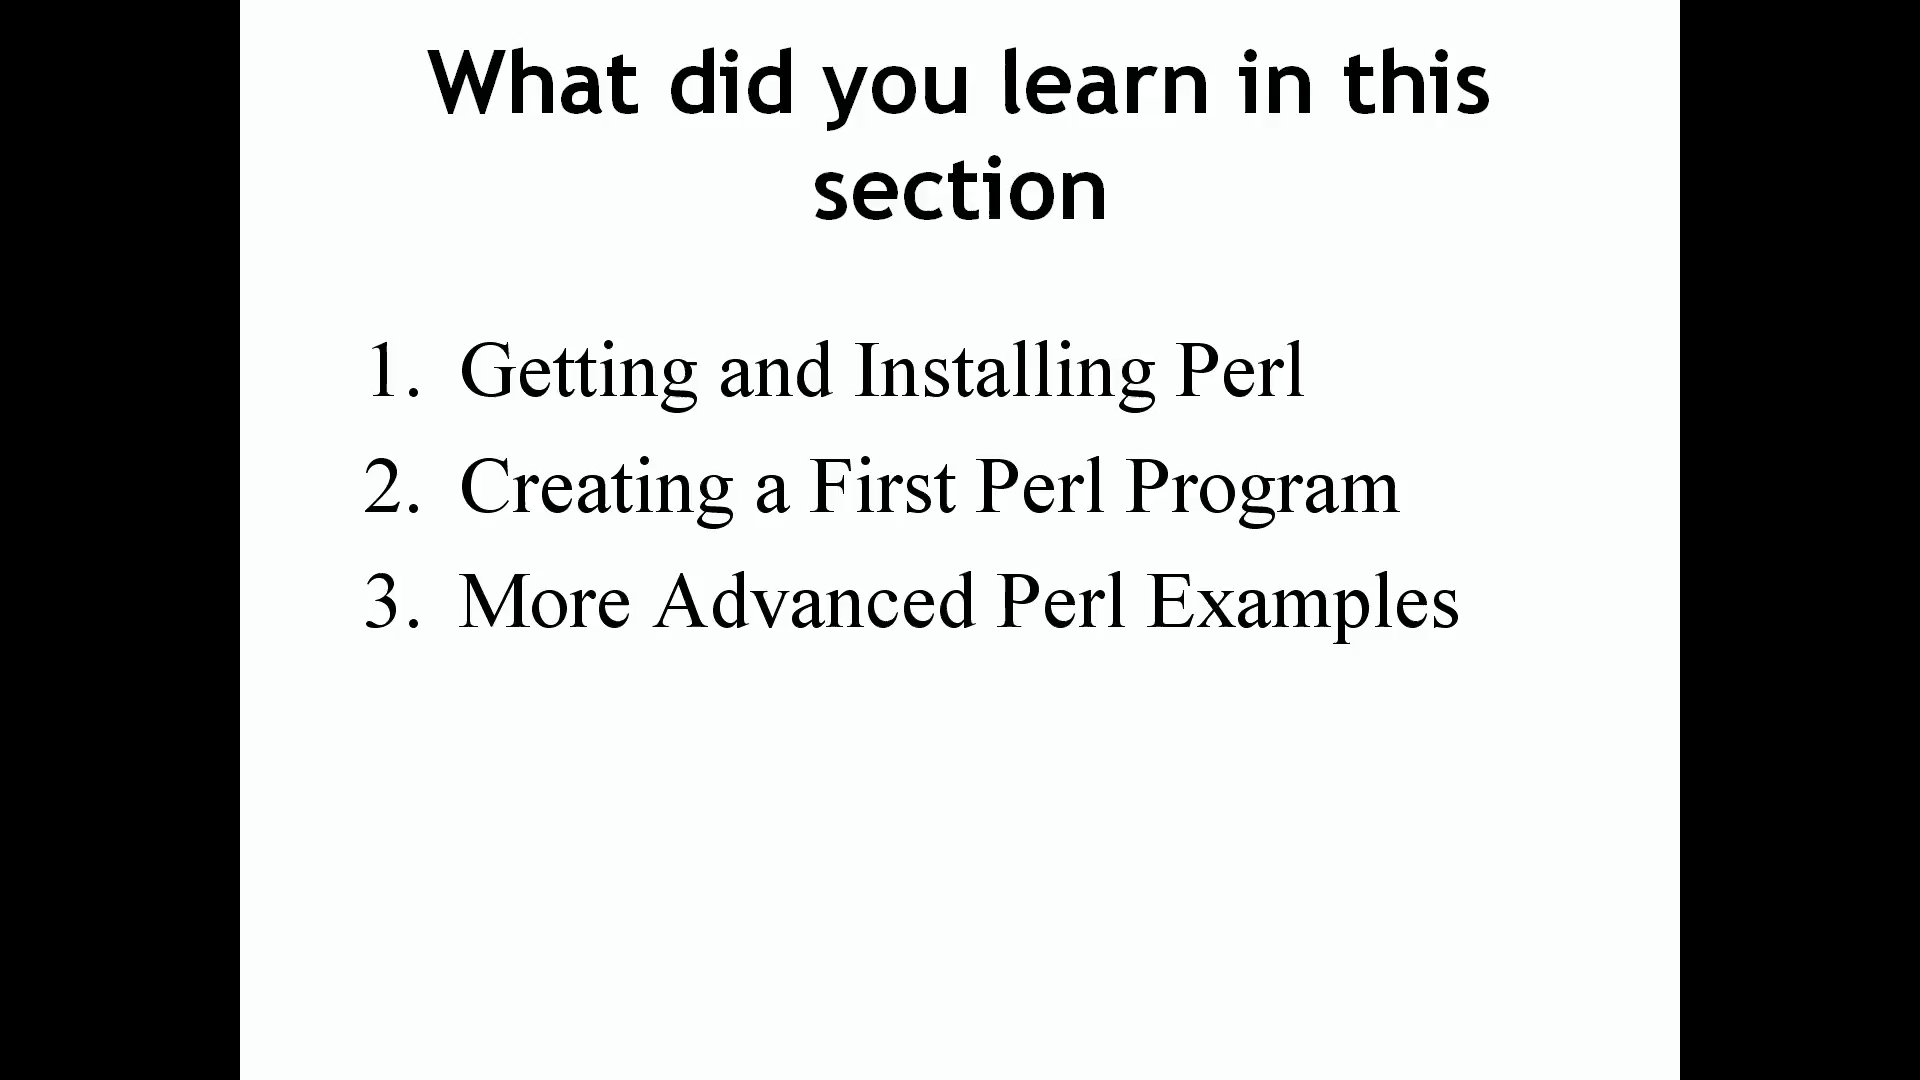 What did you learn in this
section
1. Getting and Installing Perl
2. Creating a First Perl Program
3. More Advanced Perl Examples